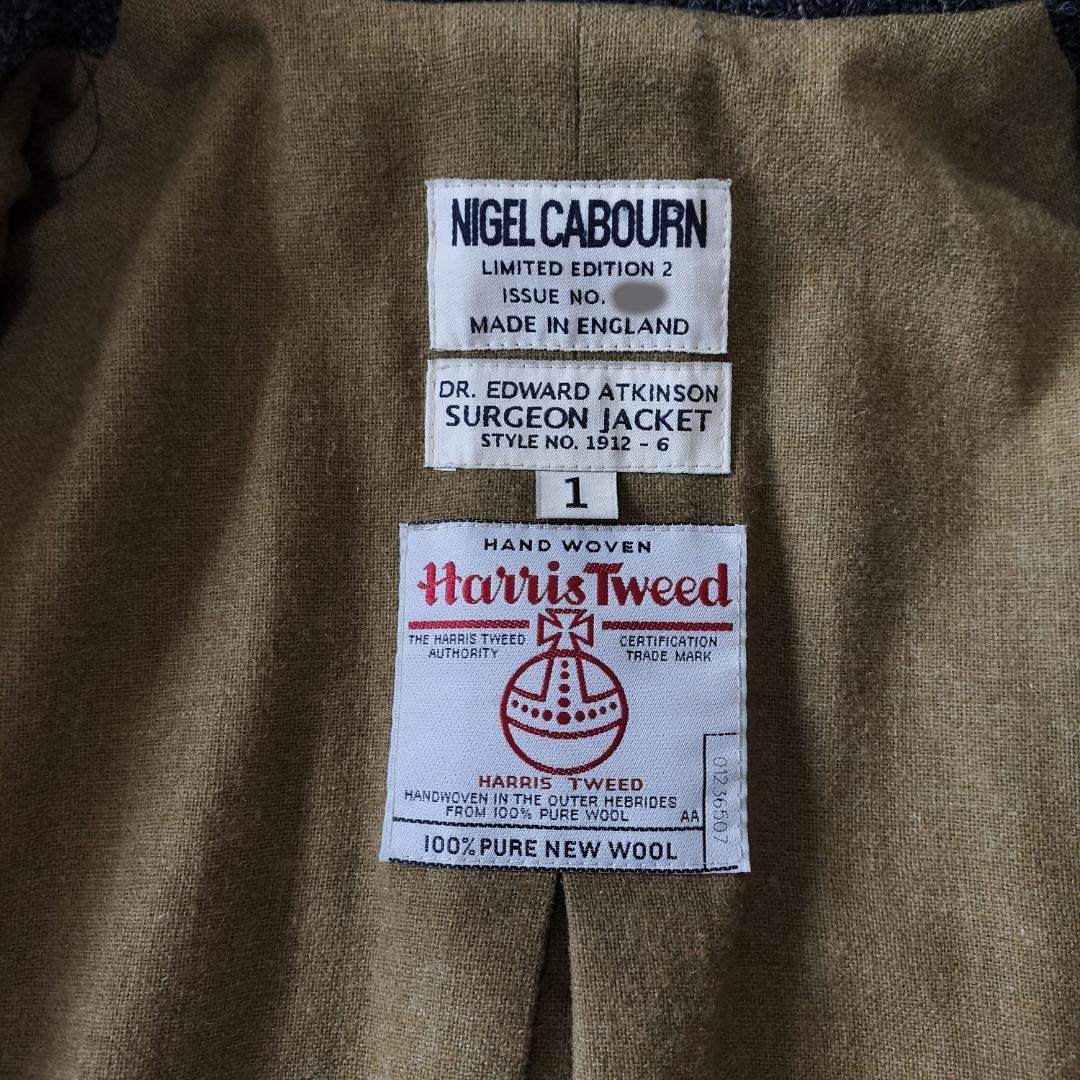 NIGEL CABOURN
LIMITED EDITION 2
ISSUE NO.
MADE IN ENGLAND
DR. EDWARD ATKINSON
SURGEON JACKET
STYLE NO. 1912 - 6
1
HAND WOVEN
Harris Tweed
THE HARRIS TWEED AUTHORITY
CERTIFICATION TRADE MARK
HARRIS TWEED
HANDWOVEN IN THE OUTER HEBRIDES
FROM 100% PURE WOOL
AA
01236507
100% PURE NEW WOOL